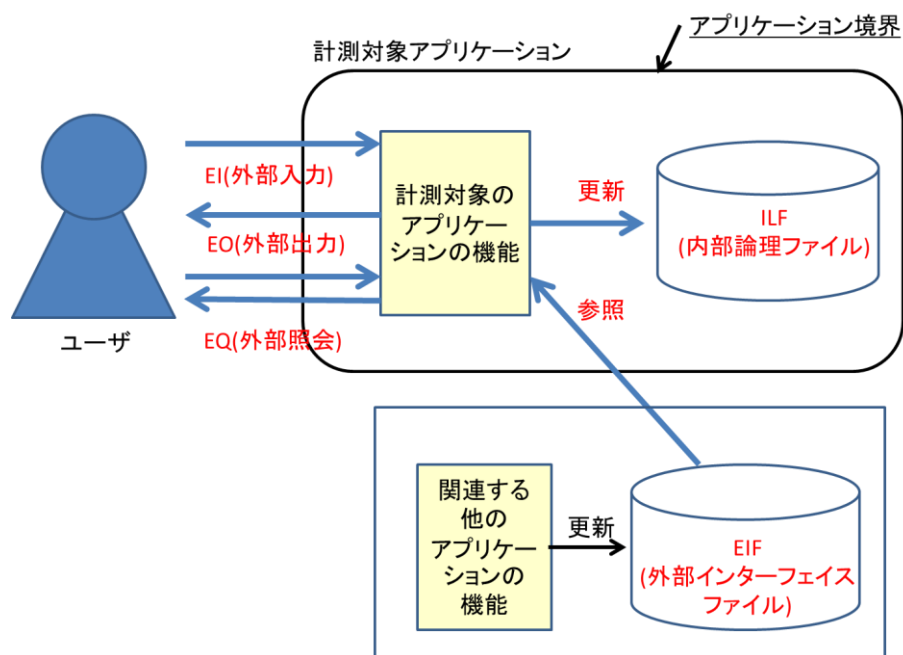 アプリケーション境界
計測対象アプリケーション
EI(外部入力)
EO(外部出力)
EQ(外部照会)
ユーザ
計測対象の
アプリケー
ションの機能
更新
ILF
(内部論理ファイル)
参照
関連する
他の
アプリケー
ションの
機能
更新
EIF
(外部インターフェイス
ファイル)